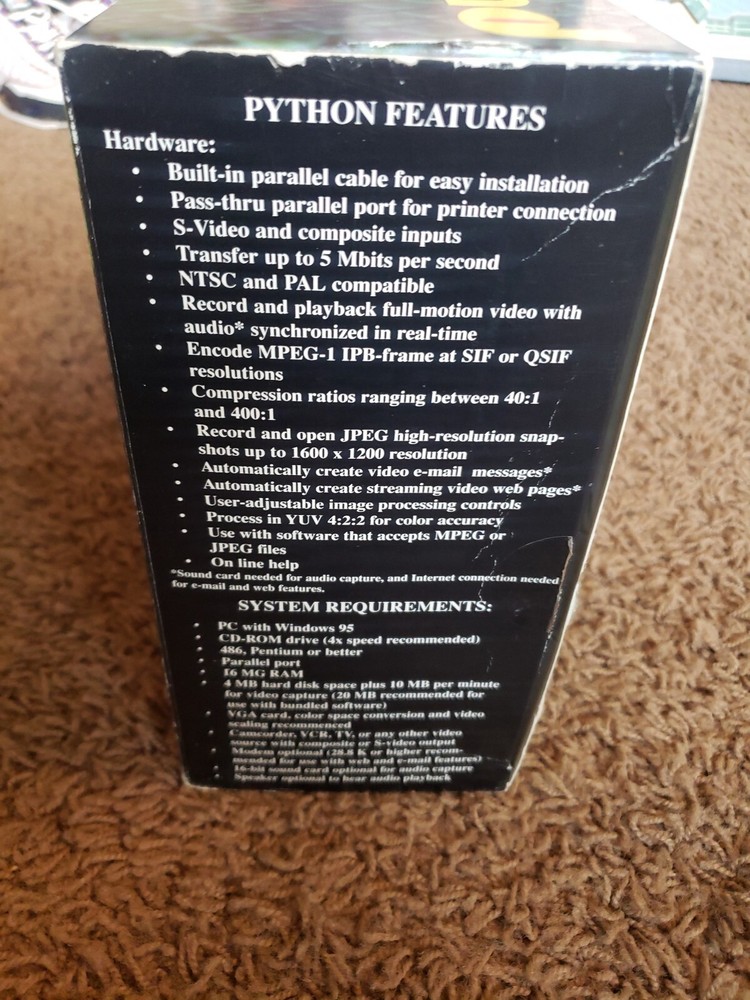 PYTHON FEATURES
Hardware:
• Built-in parallel cable for easy installation
• Pass-thru parallel port for printer connection
• S-Video and composite inputs
• Transfer up to 5 Mbits per second
• NTSC and PAL compatible
• Record and playback full-motion video with
audio* synchronized in real-time
• Encode MPEG-1 IPB-frame at SIF or QSIF
resolutions
• Compression ratios ranging between 40:1
and 400:1
• Record and open JPEG high-resolution snap-
shots up to 1600 x 1200 resolution
• Automatically create video e-mail messages*
• Automatically create streaming video web pages*
• User-adjustable image processing controls
• Process in YUV 4:2:2 for color accuracy
• Use with software that accepts MPEG or
JPEG files
• On line help
*Sound card needed for audio capture, and Internet connection needed
for e-mail and web features.
SYSTEM REQUIREMENTS:
• PC with Windows 95
• CD-ROM drive (4x speed recommended)
• 486, Pentium or better
• Parallel port
• 16 MG RAM
• 4 MB hard disk space plus 10 MB per minute
for video capture (20 MB recommended for
use with bundled software)
• VGA card, color space conversion and video
scaling recommenced
• Camcorder, VCR, TV, or any other video
source with composite or S-video output
• Modem optional (28.8 K or higher recom-
mended for use with web and e-mail features)
• 16-bit sound card optional for audio capture
• Speaker optional to hear audio playback